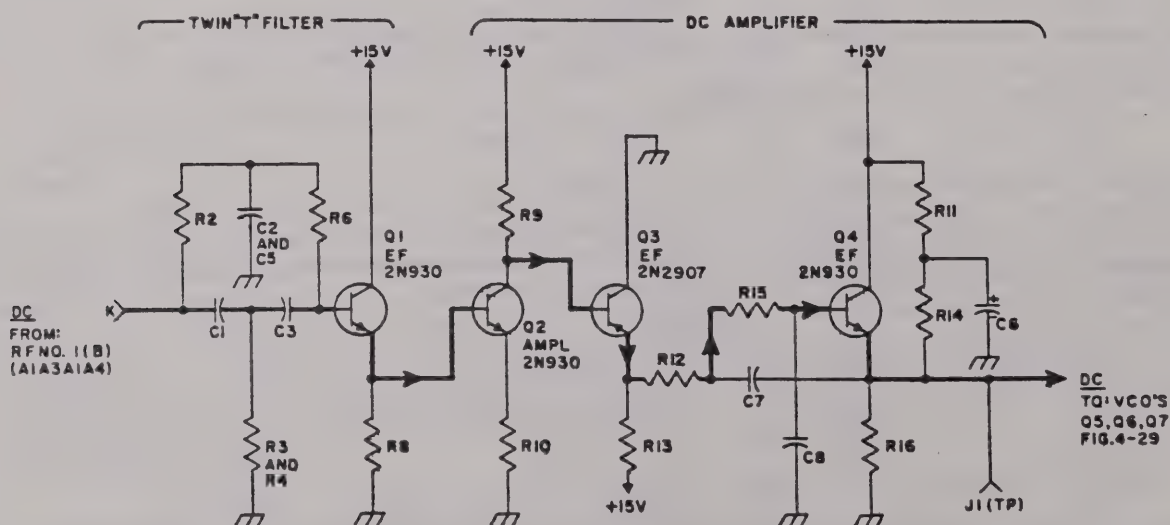 TWIN"T"FILTER
DC AMPLIFIER
+15V
+15V
+15V
R2
C2
AND
C5
R6
Q1
EF
2N930
R9
Q3
EF
2N2907
Q4
EF
2N930
R11
R14
C6
DC
FROM:
RF NO. 1(B)
(A1A3A1A4)
K
C1
C3
Q2
AMPL
2N930
R15
R12
C7
DC
TO: VCO'S
Q5,Q6,Q7
FIG.4-29
R3
AND
R4
R8
R10
R13
C8
R16
+15V
J1(TP)